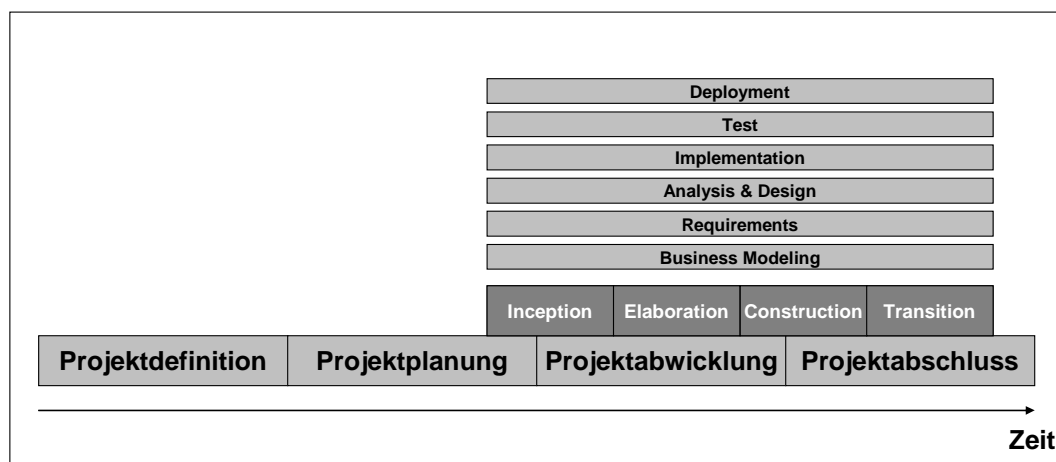 Deployment
Test
Implementation
Analysis & Design
Requirements
Business Modeling
Inception Elaboration Construction Transition
Projektdefinition Projektplanung Projektabwicklung Projektabschluss
Zeit